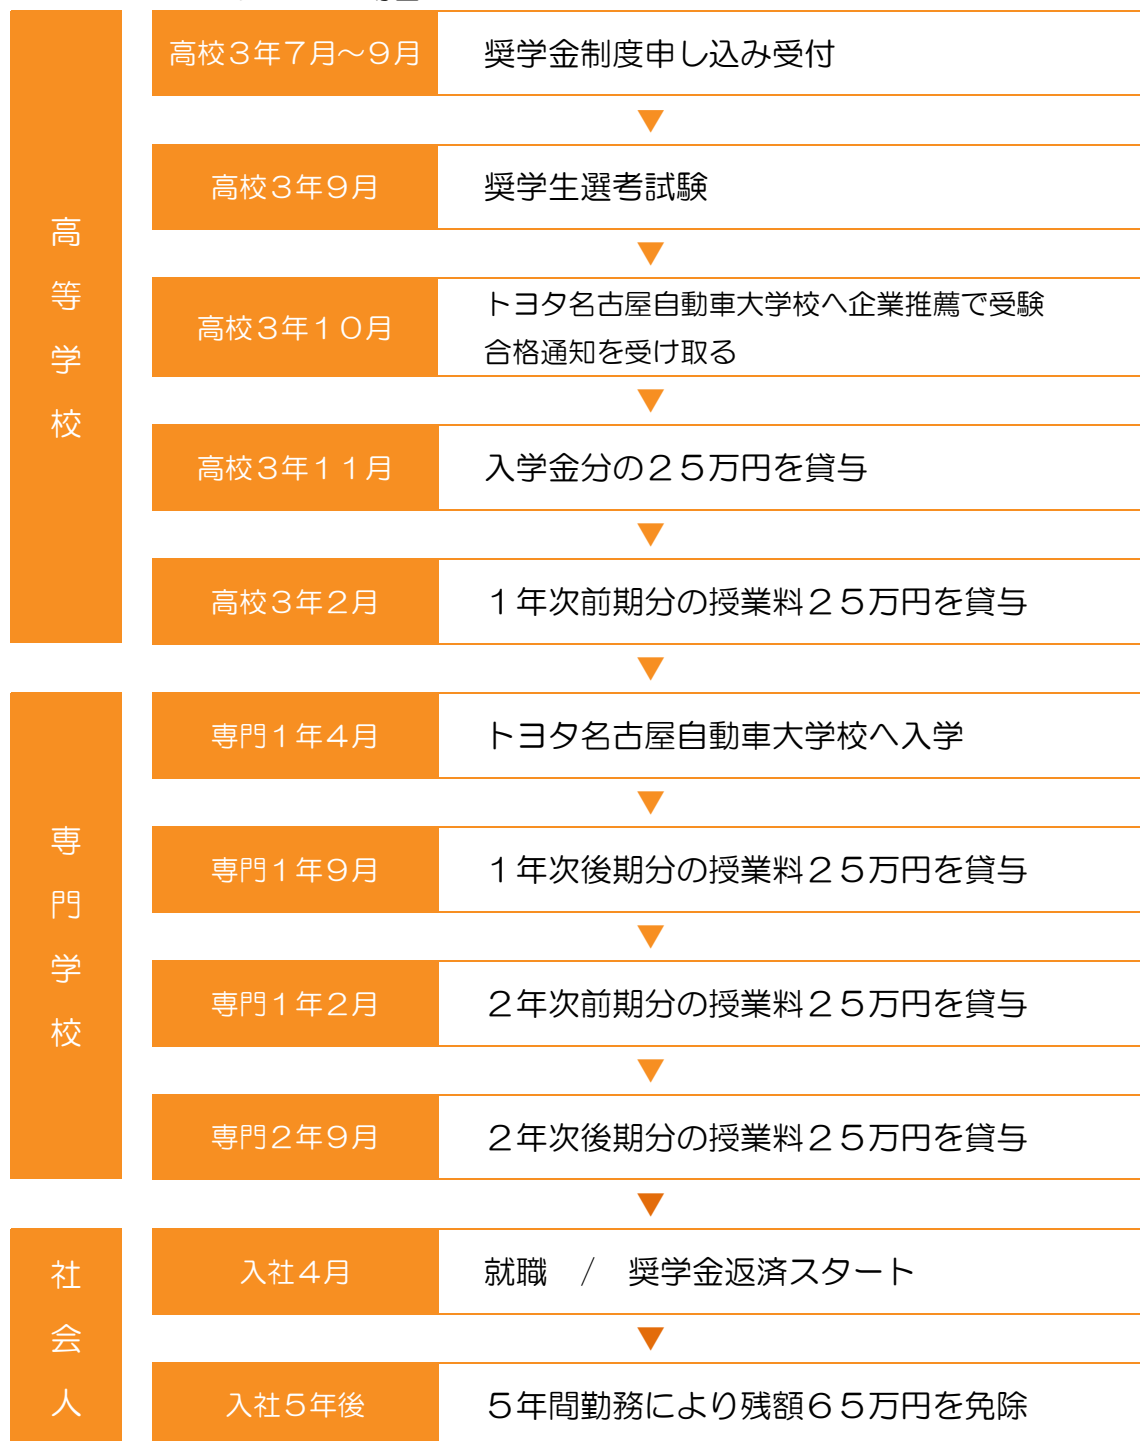 高校３年７月～９月 奨学金制度申し込み受付
高校３年９月 奨学生選考試験
高校３年１０月 トヨタ名古屋自動車大学校へ企業推薦で受験
合格通知を受け取る
高校３年１１月 入学金分の２５万円を貸与
高校３年２月 １年次前期分の授業料２５万円を貸与
高等学校
専門１年４月 トヨタ名古屋自動車大学校へ入学
専門１年９月 １年次後期分の授業料２５万円を貸与
専門１年２月 ２年次前期分の授業料２５万円を貸与
専門２年９月 ２年次後期分の授業料２５万円を貸与
専門学校
入社４月 就職 / 奨学金返済スタート
入社５年後 ５年間勤務により残額６５万円を免除
社会人